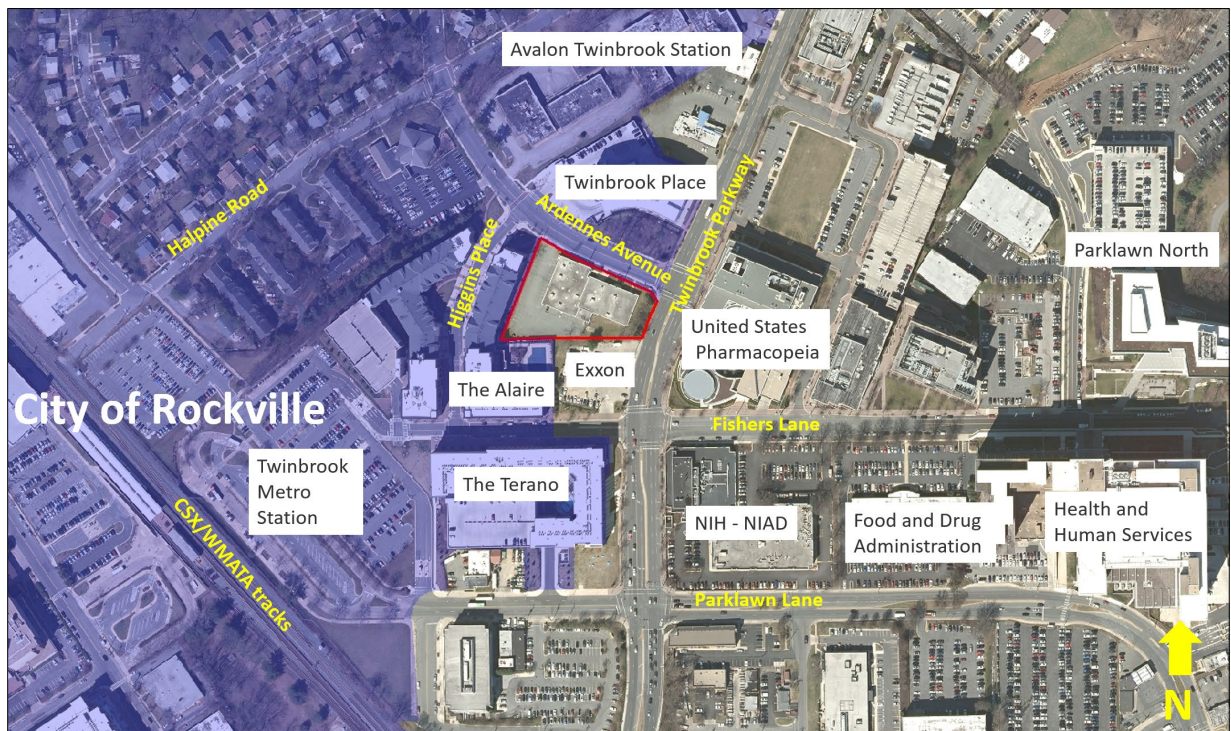 Avalon Twinbrook Station
Twinbrook Place
Halpine Road
Ardennes Avenue
Twinbrook Parkway
Higgins Place
Parklawn North
United States
Pharmacopeia
Exxon
The Alaire
City of Rockville
Fishers Lane
Twinbrook
Metro
Station
The Terano
CSX/WMATA tracks
NIH - NIAD
Food and Drug
Administration
Health and
Human Services
Parklawn Lane
N